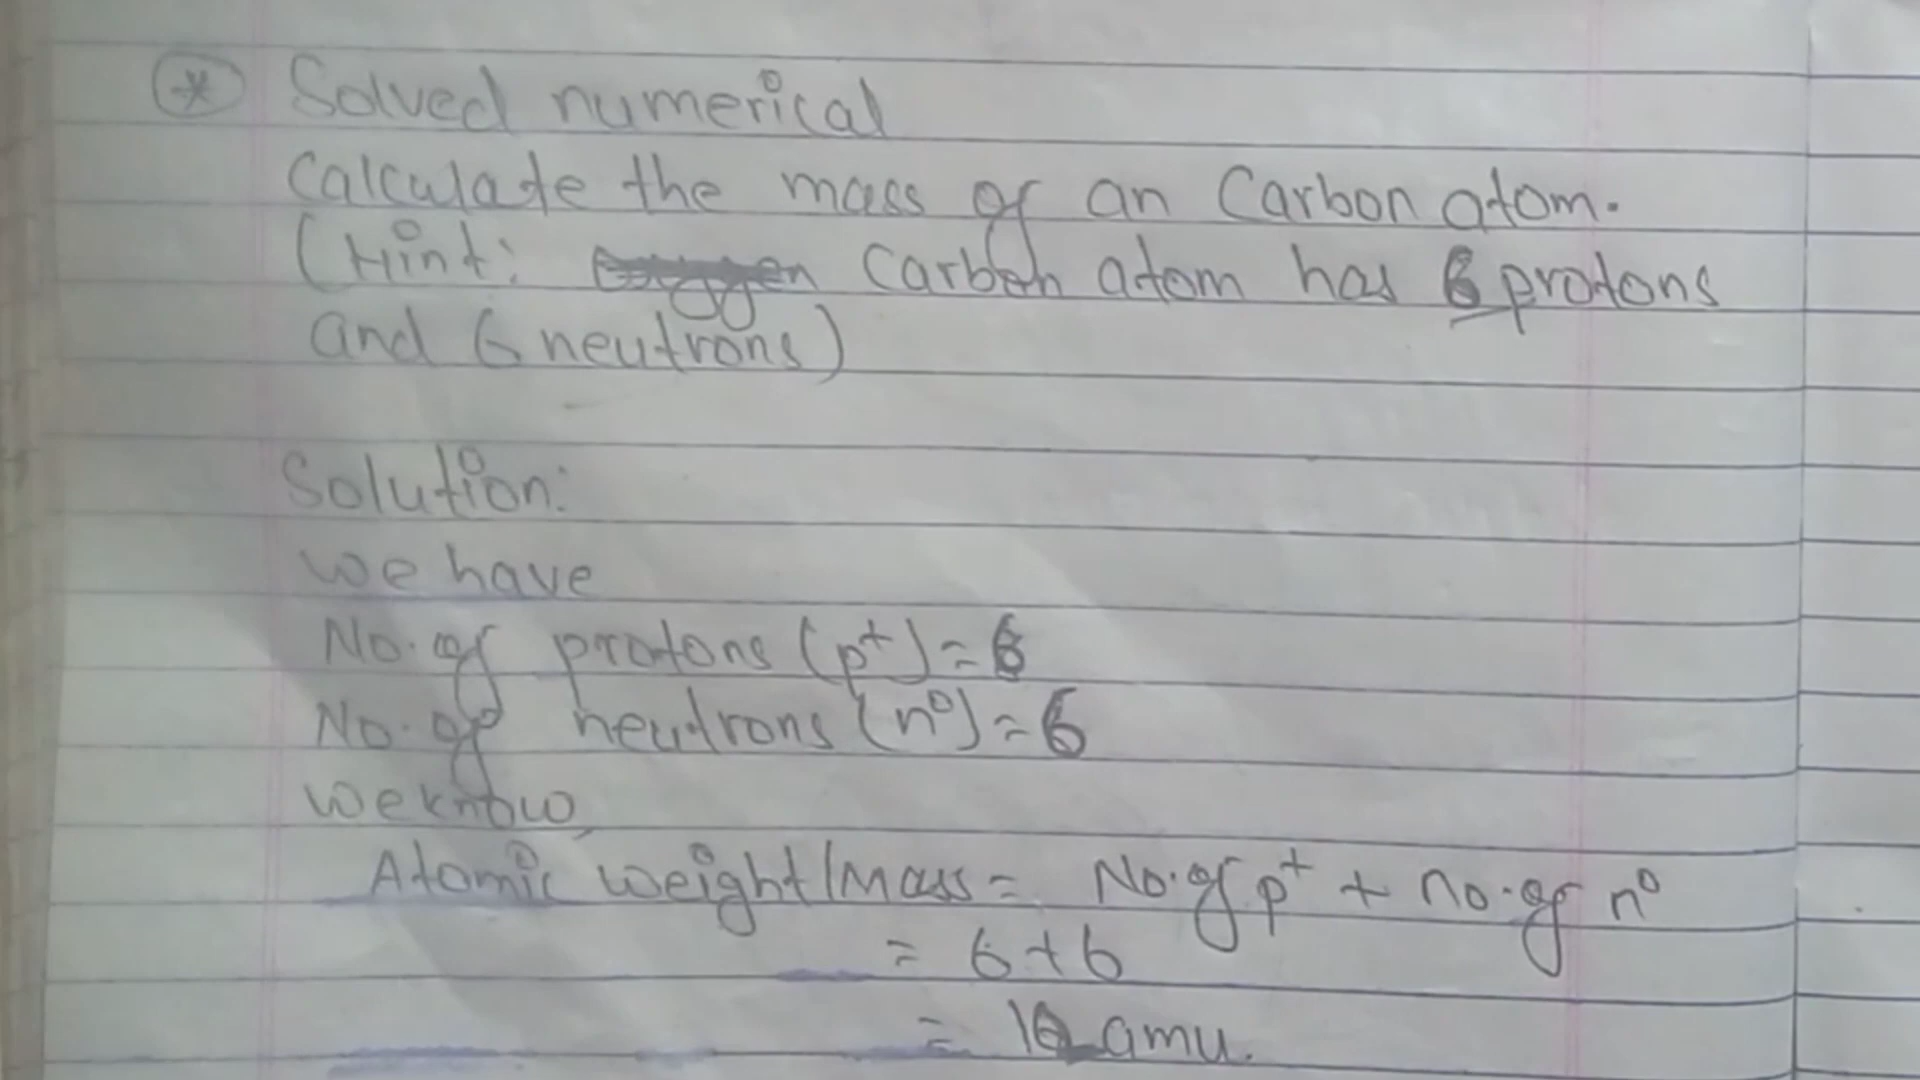 * Solved numerical
Calculate the mass of an Carbon atom.
(Hint: Carbon atom has 6 protons
and 6 neutrons)
Solution:
we have
No. of protons (p⁺) = 6
No. of neutrons (n⁰) = 6
we know,
Atomic weight/Mass = No. of p⁺ + no. of n⁰
= 6+6
= 12 amu.